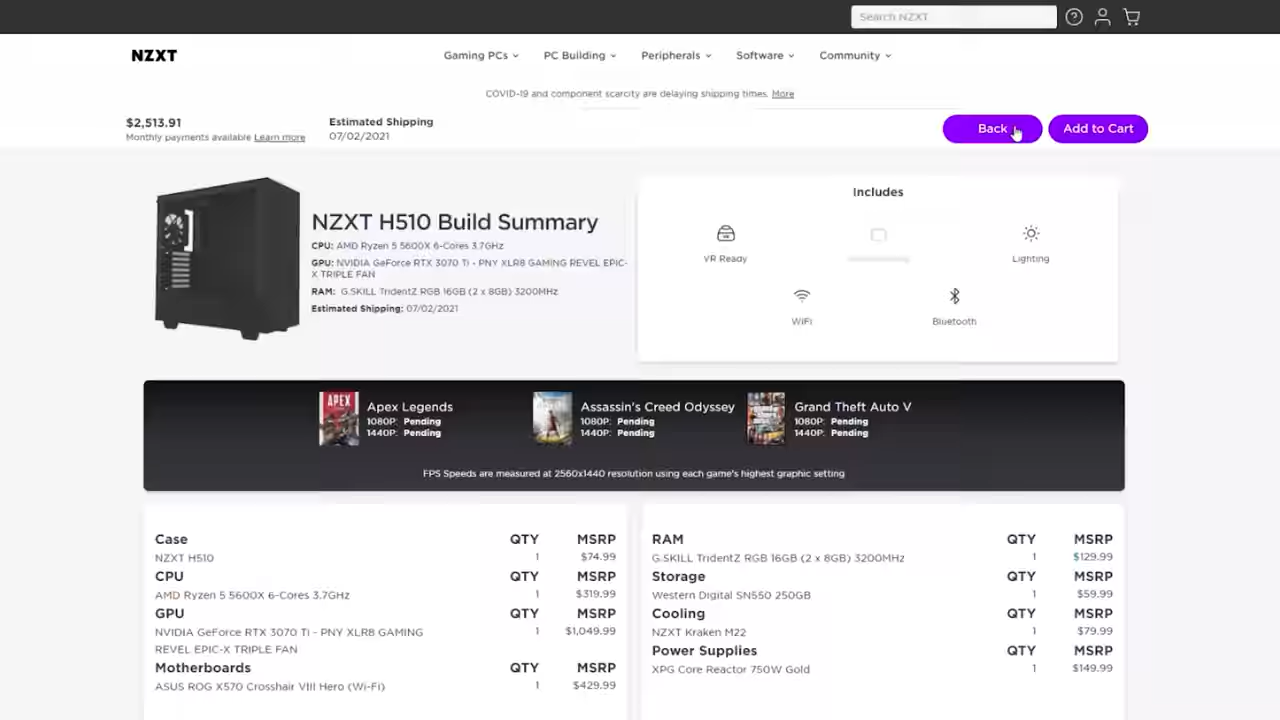 Search NZXT
NZXT
Gaming PCs
PC Building
Peripherals
Software
Community
COVID-19 and component scarcity are delaying shipping times. More
$2,513.91
Monthly payments available Learn more
Estimated Shipping
07/02/2021
Back
Add to Cart
NZXT H510 Build Summary
CPU: AMD Ryzen 5 5600X 6-Cores 3.7GHz
GPU: NVIDIA GeForce RTX 3070 Ti - PNY XLR8 GAMING REVEL EPIC-
X TRIPLE FAN
RAM: G.SKILL TridentZ RGB 16GB (2 x 8GB) 3200MHz
Estimated Shipping: 07/02/2021
Includes
VR Ready
Lighting
WiFi
Bluetooth
Apex Legends
1080P: Pending
1440P: Pending
Assassin's Creed Odyssey
1080P: Pending
1440P: Pending
Grand Theft Auto V
1080P: Pending
1440P: Pending
FPS Speeds are measured at 2560x1440 resolution using each game's highest graphic setting
Case QTY MSRP
NZXT H510 1 $74.99
CPU QTY MSRP
AMD Ryzen 5 5600X 6-Cores 3.7GHz 1 $319.99
GPU QTY MSRP
NVIDIA GeForce RTX 3070 Ti - PNY XLR8 GAMING 1 $1,049.99
REVEL EPIC-X TRIPLE FAN
Motherboards QTY MSRP
ASUS ROG X570 Crosshair VIII Hero (Wi-Fi) 1 $429.99
RAM QTY MSRP
G.SKILL TridentZ RGB 16GB (2 x 8GB) 3200MHz 1 $129.99
Storage QTY MSRP
Western Digital SN550 250GB 1 $59.99
Cooling QTY MSRP
NZXT Kraken M22 1 $79.99
Power Supplies QTY MSRP
XPG Core Reactor 750W Gold 1 $149.99